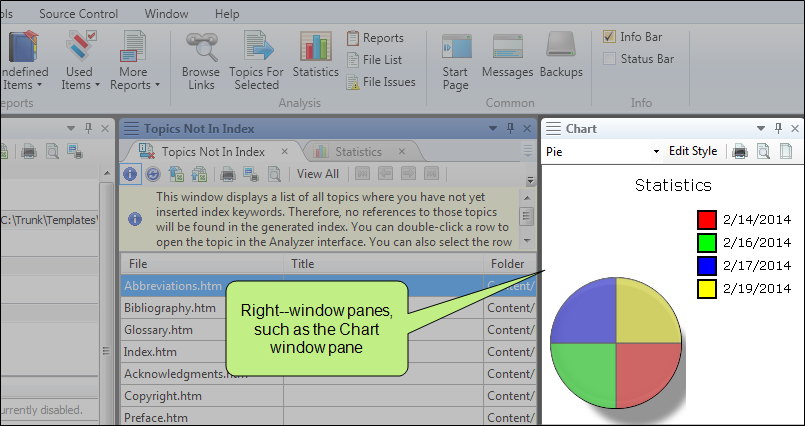 ols Source Control Window Help
ndefined Items
Used Items
More Reports
eports
Browse Links
Topics For Selected
Statistics
Reports
File List
File Issues
Analysis
Start Page
Messages
Backups
Common
Info Bar
Status Bar
Info
C:\Trunk\Templates\
urrently disabled.
Topics Not In Index
Topics Not In Index
Statistics
View All
This window displays a list of all topics where you have not yet
inserted index keywords. Therefore, no references to those topics
will be found in the generated index. You can double-click a row to
open the topic in the Analyzer interface. You can also select the row
File Title Folder
Abbreviations.htm Content/
Bibliography.htm Content/
Glossary.htm Content/
Index.htm Content/
Acknowledgments.htm Content/
Copyright.htm Content/
Preface.htm Content/
Right--window panes,
such as the Chart
window pane
Chart
Pie Edit Style
Statistics
2/14/2014
2/16/2014
2/17/2014
2/19/2014